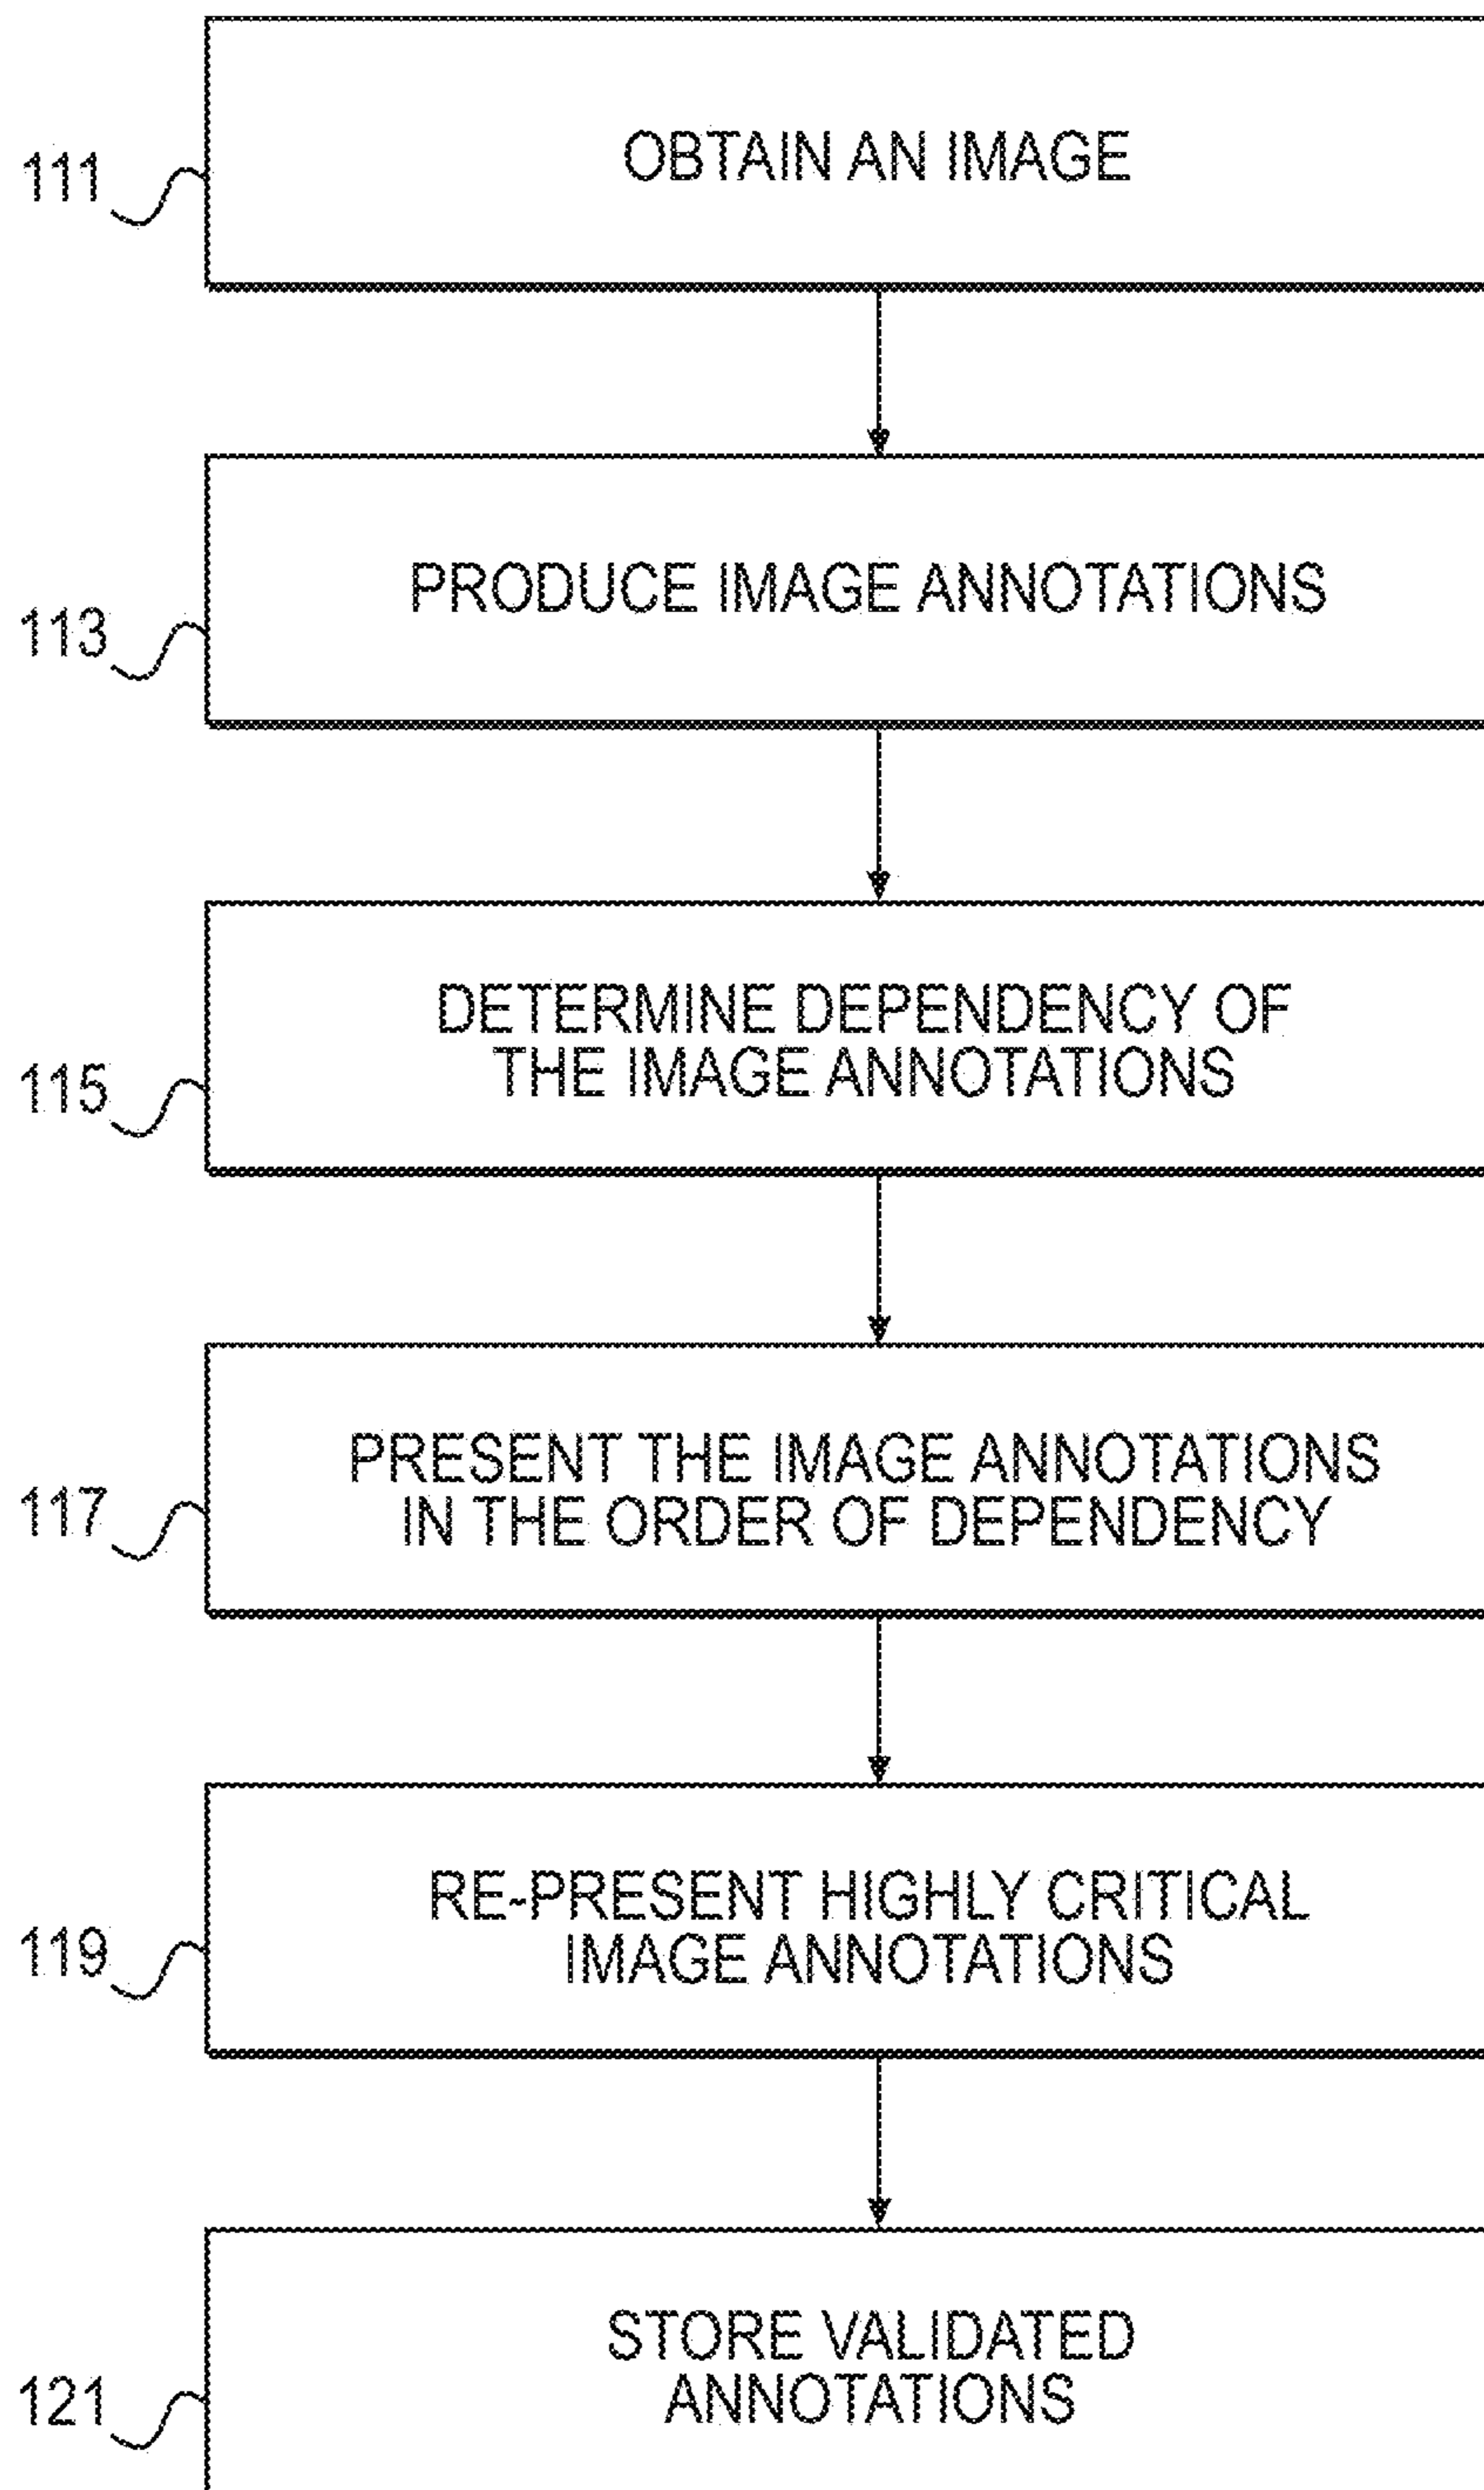 OBTAIN AN IMAGE
111
PRODUCE IMAGE ANNOTATIONS
113
DETERMINE DEPENDENCY OF
THE IMAGE ANNOTATIONS
115
PRESENT THE IMAGE ANNOTATIONS
IN THE ORDER OF DEPENDENCY
117
RE-PRESENT HIGHLY CRITICAL
IMAGE ANNOTATIONS
119
STORE VALIDATED
ANNOTATIONS
121